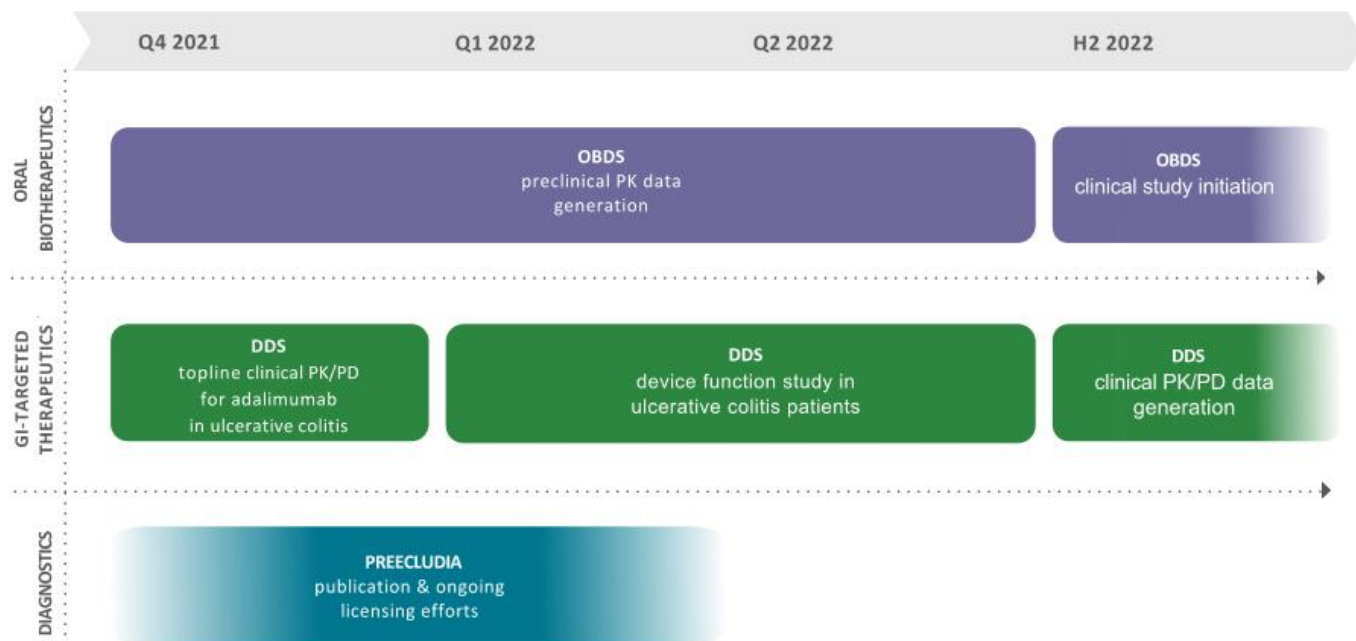 Q4 2021
Q1 2022
Q2 2022
H2 2022
ORAL
BIOTHERAPEUTICS
OBDS
preclinical PK data
generation
OBDS
clinical study initiation
GI-TARGETED
THERAPEUTICS
DDS
topline clinical PK/PD
for adalimumab
in ulcerative colitis
DDS
device function study in
ulcerative colitis patients
DDS
clinical PK/PD data
generation
DIAGNOSTICS
PREECLUDIA
publication & ongoing
licensing efforts